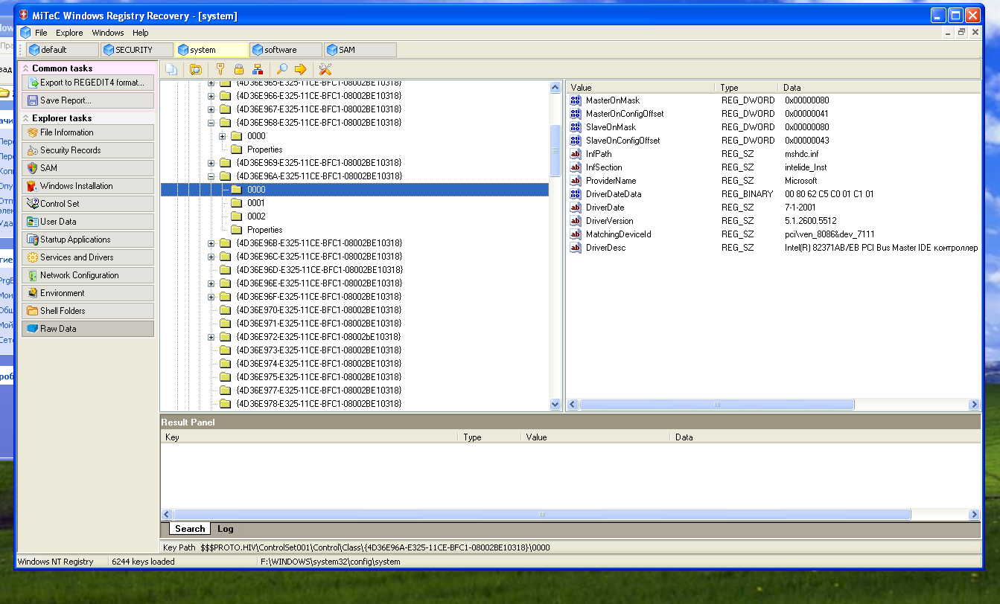 MiTeC Windows Registry Recovery - [system]
File Explore Windows Help
default SECURITY system software SAM
Common tasks
Export to REGEDIT4 format...
Save Report...
Explorer tasks
File Information
Security Records
SAM
Windows Installation
Control Set
User Data
Startup Applications
Services and Drivers
Network Configuration
Environment
Shell Folders
Raw Data
{4D36E965-E325-11CE-BFC1-08002BE10318}
{4D36E966-E325-11CE-BFC1-08002BE10318}
{4D36E967-E325-11CE-BFC1-08002BE10318}
{4D36E968-E325-11CE-BFC1-08002BE10318}
0000
Properties
{4D36E969-E325-11CE-BFC1-08002BE10318}
{4D36E96A-E325-11CE-BFC1-08002BE10318}
0000
0001
0002
Properties
{4D36E96B-E325-11CE-BFC1-08002BE10318}
{4D36E96C-E325-11CE-BFC1-08002BE10318}
{4D36E96D-E325-11CE-BFC1-08002BE10318}
{4D36E96E-E325-11CE-BFC1-08002BE10318}
{4D36E96F-E325-11CE-BFC1-08002BE10318}
{4D36E970-E325-11CE-BFC1-08002BE10318}
{4D36E971-E325-11CE-BFC1-08002BE10318}
{4D36E972-E325-11CE-BFC1-08002bE10318}
{4D36E973-E325-11CE-BFC1-08002BE10318}
{4D36E974-E325-11CE-BFC1-08002BE10318}
{4D36E975-E325-11CE-BFC1-08002BE10318}
{4D36E977-E325-11CE-BFC1-08002BE10318}
{4D36E978-E325-11CE-BFC1-08002BE10318}
Value Type Data
MasterOnMask REG_DWORD 0x00000080
MasterOnConfigOffset REG_DWORD 0x00000041
SlaveOnMask REG_DWORD 0x00000080
SlaveOnConfigOffset REG_DWORD 0x00000043
InfPath REG_SZ mshdc.inf
InfSection REG_SZ intelide_Inst
ProviderName REG_SZ Microsoft
DriverDateData REG_BINARY 00 80 62 C5 C0 01 C1 01
DriverDate REG_SZ 7-1-2001
DriverVersion REG_SZ 5.1.2600.5512
MatchingDeviceId REG_SZ pci\ven_8086&dev_7111
DriverDesc REG_SZ Intel(R) 82371AB/EB PCI Bus Master IDE контроллер
Result Panel
Key Type Value Data
Search Log
Key Path $$$PROTO.HIV\ControlSet001\Control\Class\{4D36E96A-E325-11CE-BFC1-08002BE10318}\0000
Windows NT Registry 6244 keys loaded F:\WINDOWS\system32\config\system